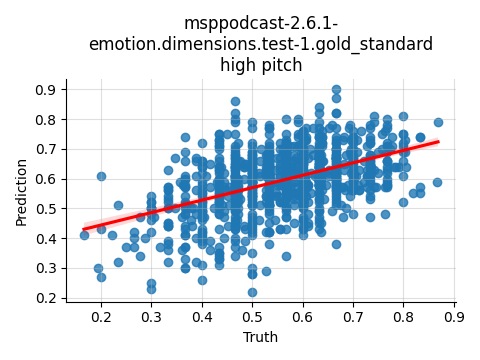 msppodcast-2.6.1-
emotion.dimensions.test-1.gold_standard
high pitch
0.9
0.8
0.7
0.6
0.5
0.4
0.3
0.2
Prediction
0.2 0.3 0.4 0.5 0.6 0.7 0.8 0.9
Truth